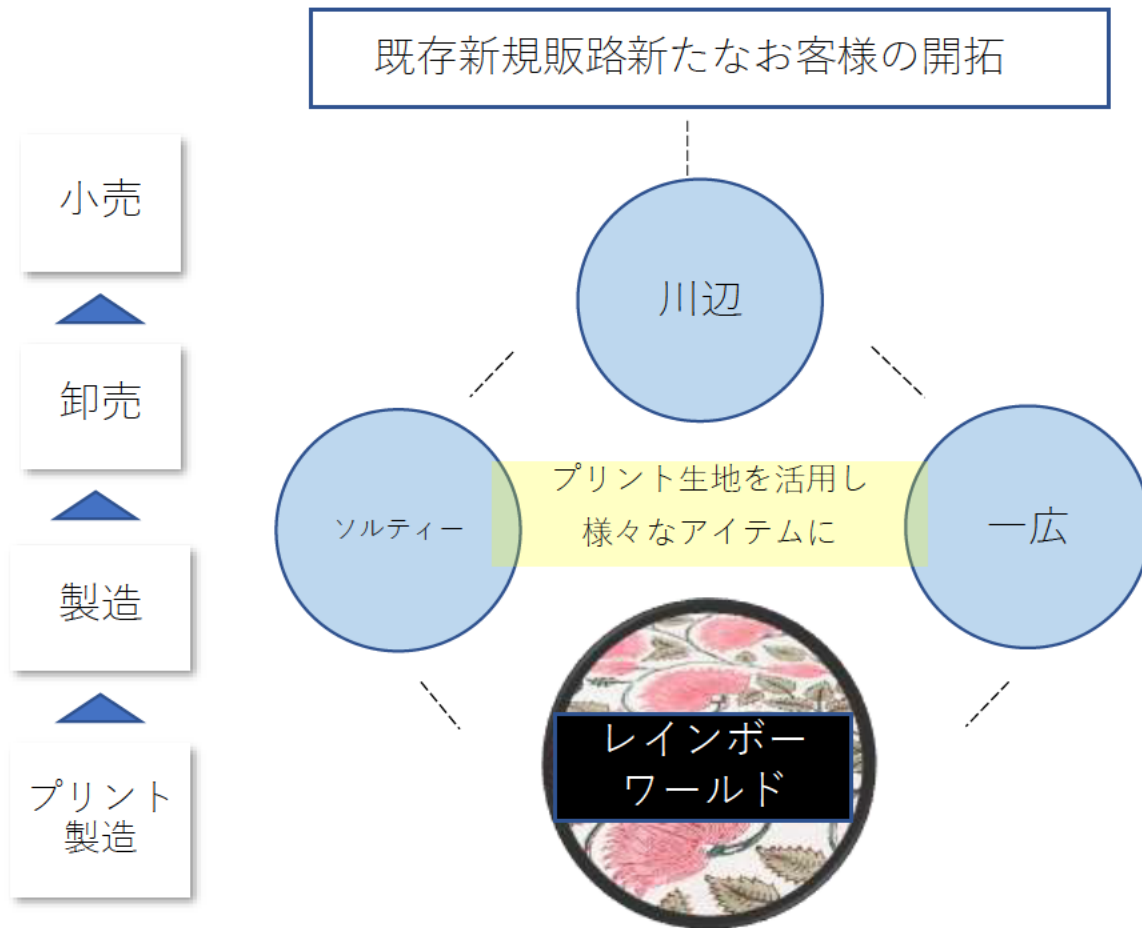 既存新規販路新たなお客様の開拓
小売
卸売
製造
プリント
製造
川辺
ソルティー
プリント生地を活用し
様々なアイテムに
一広
レインボー
ワールド